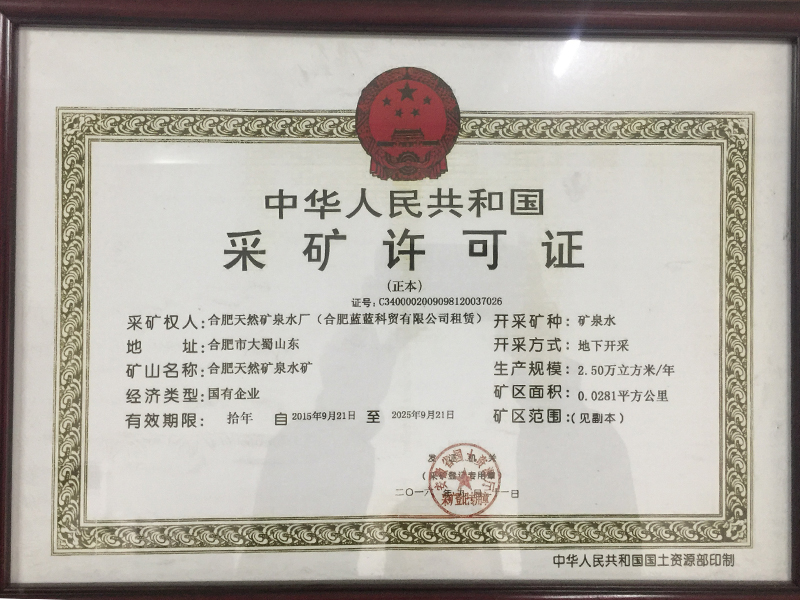 中华人民共和国
采矿许可证
(正本)
证号：C3400002009098120037026
采矿权人：合肥天然矿泉水厂（合肥蓝蓝科贸有限公司租赁）
地址：合肥市大蜀山东
矿山名称：合肥天然矿泉水矿
经济类型：国有企业
有效期限：拾年 自2015年9月21日 至 2025年9月21日
开采矿种：矿泉水
开采方式：地下开采
生产规模：2.50万立方米/年
矿区面积：0.0281平方公里
矿区范围：(见副本)
中华人民共和国国土资源部印制